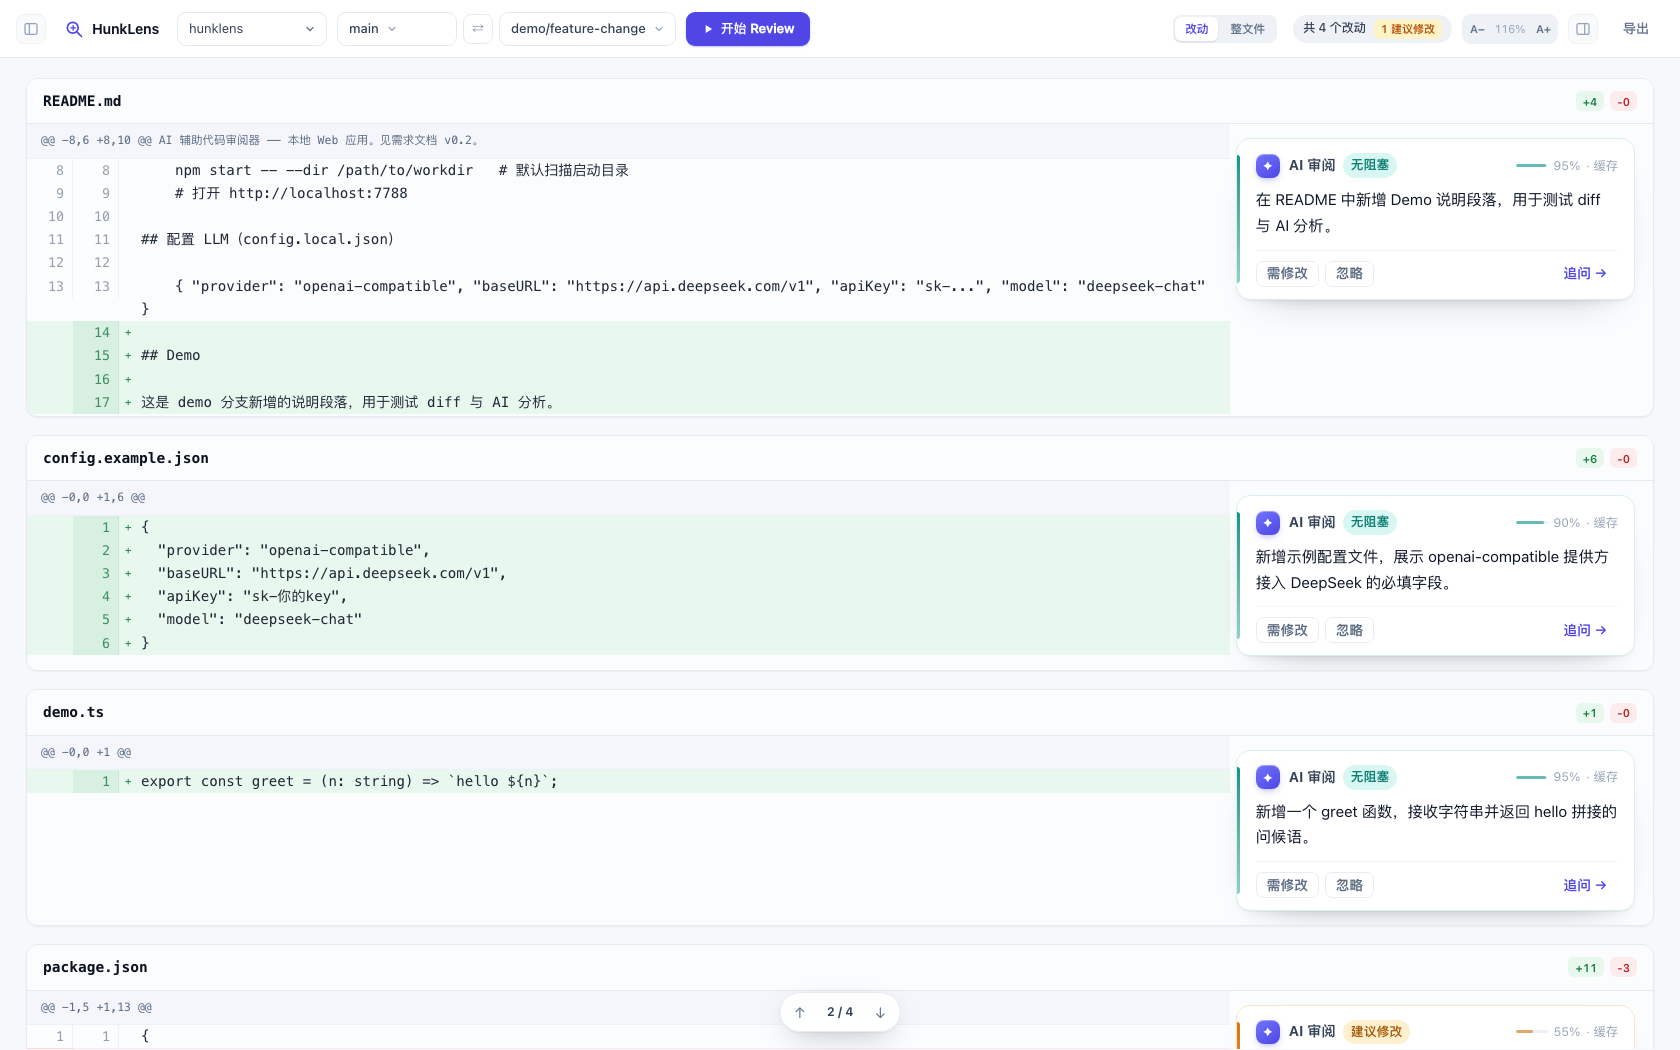 HunkLens
hunklens
main
demo/feature-change
开始 Review
改动 整文件
共 4 个改动 1 建议修改
A− 116% A+
导出
README.md
+4 -0
@@ -8,6 +8,10 @@ AI 辅助代码审阅器 —— 本地 Web 应用。见需求文档 v0.2。
8 8 npm start -- --dir /path/to/workdir # 默认扫描启动目录
9 9 # 打开 http://localhost:7788
10 10
11 11 ## 配置 LLM（config.local.json）
12 12
13 13 { "provider": "openai-compatible", "baseURL": "https://api.deepseek.com/v1", "apiKey": "sk-...", "model": "deepseek-chat"
}
14 +
15 + ## Demo
16 +
17 + 这是 demo 分支新增的说明段落，用于测试 diff 与 AI 分析。
AI 审阅 无阻塞 95% · 缓存
在 README 中新增 Demo 说明段落，用于测试 diff
与 AI 分析。
需修改 忽略 追问 →
config.example.json
+6 -0
@@ -0,0 +1,6 @@
1 + {
2 + "provider": "openai-compatible",
3 + "baseURL": "https://api.deepseek.com/v1",
4 + "apiKey": "sk-你的key",
5 + "model": "deepseek-chat"
6 + }
AI 审阅 无阻塞 90% · 缓存
新增示例配置文件，展示 openai-compatible 提供方
接入 DeepSeek 的必填字段。
需修改 忽略 追问 →
demo.ts
+1 -0
@@ -0,0 +1 @@
1 + export const greet = (n: string) => `hello ${n}`;
AI 审阅 无阻塞 95% · 缓存
新增一个 greet 函数，接收字符串并返回 hello 拼接的
问候语。
需修改 忽略 追问 →
package.json
+11 -3
@@ -1,5 +1,13 @@
1 1 {
AI 审阅 建议修改 55% · 缓存
↑ 2 / 4 ↓